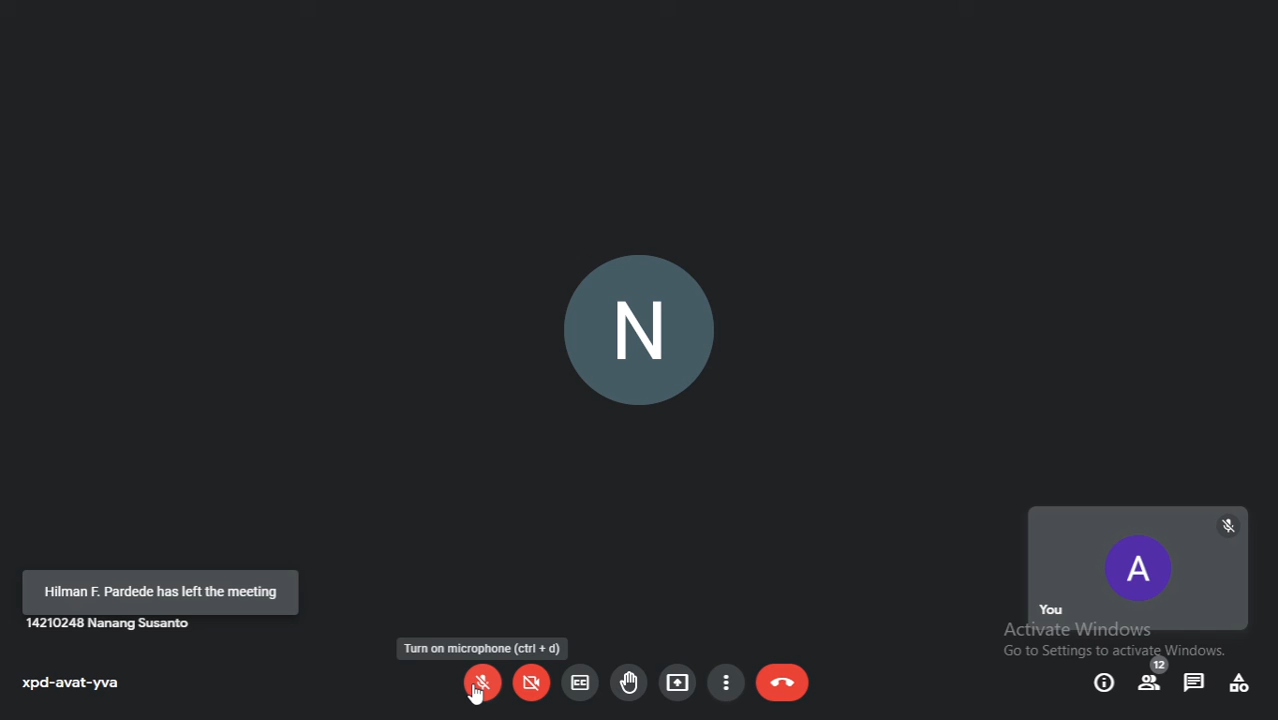 N
A
You
Hilman F. Pardede has left the meeting
14210248 Nanang Susanto
Activate Windows
Go to Settings to activate Windows.
Turn on microphone (ctrl + d)
xpd-avat-yva
CC
12